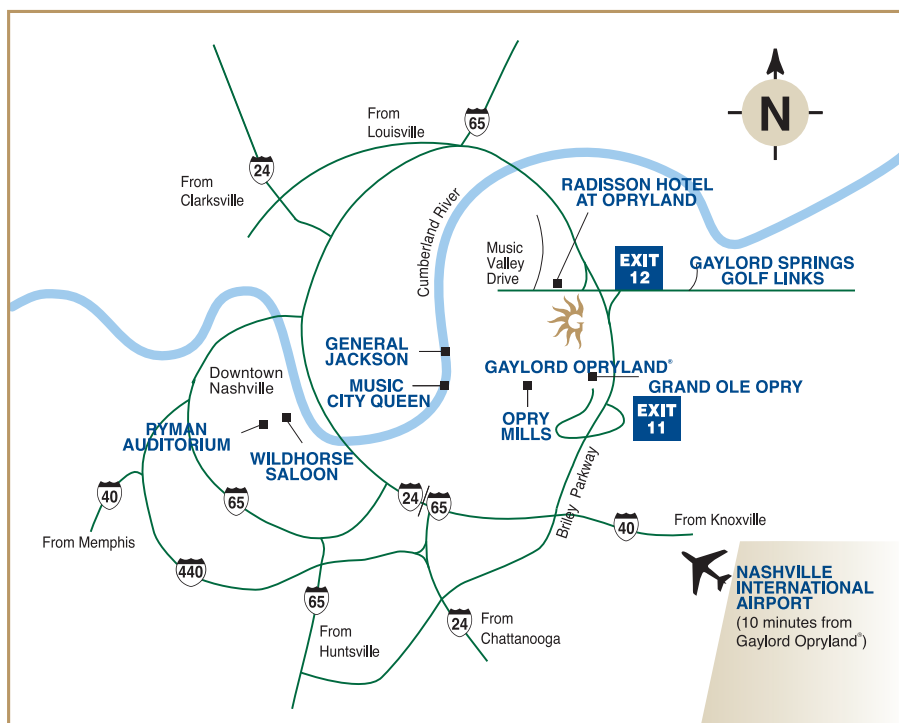 From
Louisville
65
N
24
From
Clarksville
Cumberland River
RADISSON HOTEL
AT OPRYLAND
Music
Valley
Drive
EXIT
12
GAYLORD SPRINGS
GOLF LINKS
G
GENERAL
JACKSON
MUSIC
CITY QUEEN
Downtown
Nashville
GAYLORD OPRYLAND®
GRAND OLE OPRY
OPRY
MILLS
EXIT
11
RYMAN
AUDITORIUM
WILDHORSE
SALOON
Briley Parkway
40
From Memphis
65
24
65
40
From Knoxville
440
65
From
Huntsville
24
From
Chattanooga
NASHVILLE
INTERNATIONAL
AIRPORT
(10 minutes from
Gaylord Opryland®)